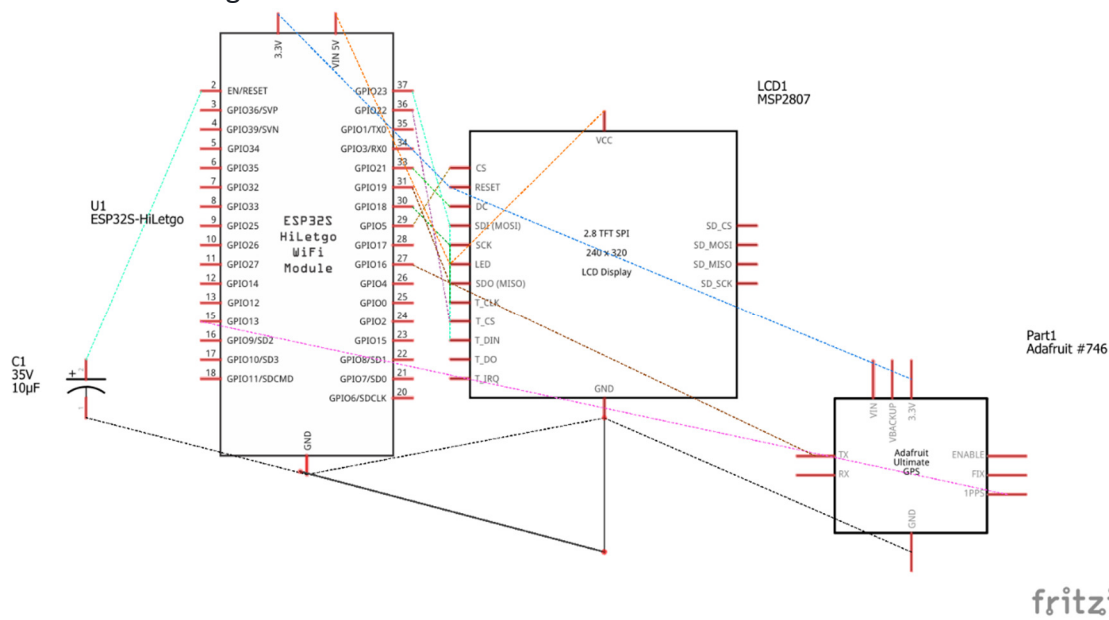 3.3V
VIN 5V
2 EN/RESET
3 GPIO36/SVP
4 GPIO39/SVN
5 GPIO34
6 GPIO35
7 GPIO32
8 GPIO33
9 GPIO25
10 GPIO26
11 GPIO27
12 GPIO14
13 GPIO12
15 GPIO13
16 GPIO9/SD2
17 GPIO10/SD3
18 GPIO11/SDCMD
GPIO23 37
GPIO22 36
GPIO1/TX0 35
GPIO3/RX0 34
GPIO21 33
GPIO19 31
GPIO18 30
GPIO5 29
GPIO17 28
GPIO16 27
GPIO4 26
GPIO0 25
GPIO2 24
GPIO15 23
GPIO8/SD1 22
GPIO7/SD0 21
GPIO6/SDCLK 20
GND
ESP32S
HiLetgo
WiFi
Module
U1
ESP32S-HiLetgo
C1
35V
10μF
+
1
LCD1
MSP2807
VCC
CS
RESET
DC
SDI (MOSI)
SCK
LED
SDO (MISO)
T_CLK
T_CS
T_DIN
T_DO
T_IRQ
2.8 TFT SPI
240 x 320
LCD Display
SD_CS
SD_MOSI
SD_MISO
SD_SCK
GND
Part1
Adafruit #746
VIN
VBACKUP
3.3V
TX
RX
Adafruit
Ultimate
GPS
ENABLE
FIX
1PPS
GND